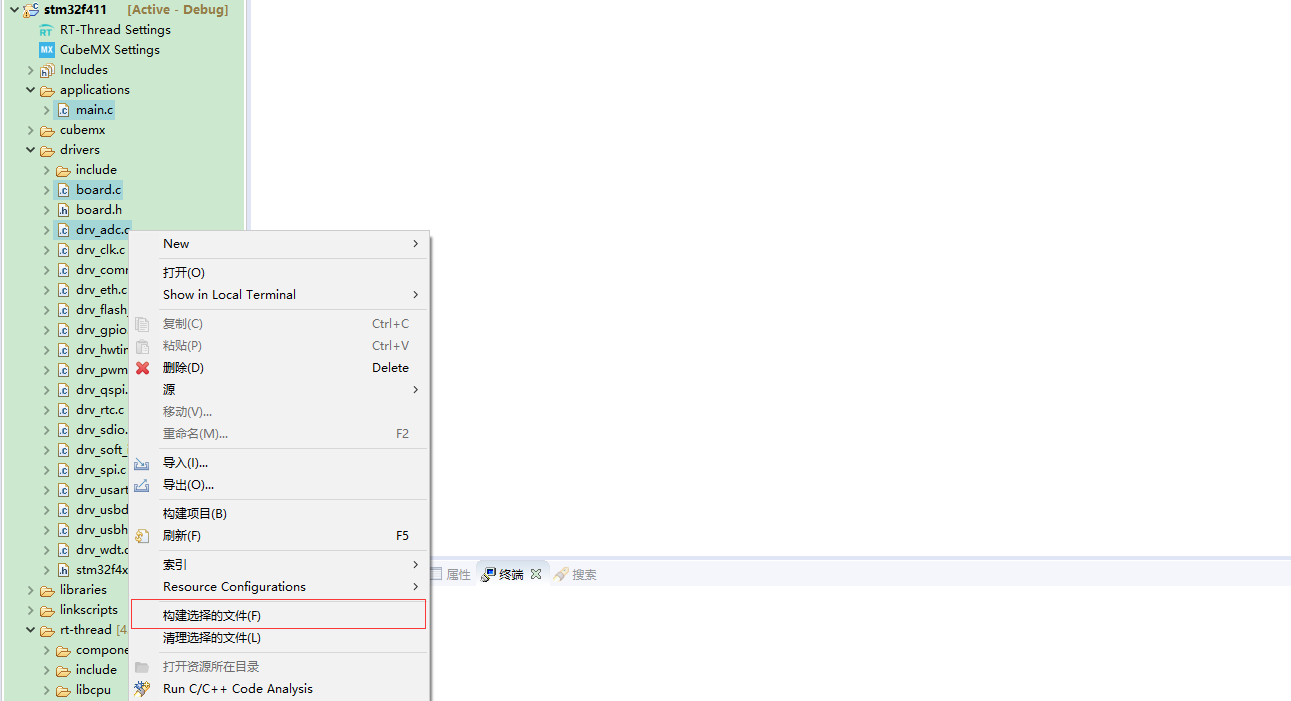 stm32f411 [Active - Debug]
RT-Thread Settings
MX CubeMX Settings
Includes
applications
main.c
cubemx
drivers
include
board.c
board.h
drv_adc.c
drv_clk.c
drv_com
drv_eth.c
drv_flash_
drv_gpio.
drv_hwtin
drv_pwm
drv_qspi.
drv_rtc.c
drv_sdio.
drv_soft_
drv_spi.c
drv_usart
drv_usbd
drv_usbh
drv_wdt.c
stm32f4x
libraries
linkscripts
rt-thread [4
compone
include
libcpu
New
打开(O)
Show in Local Terminal
复制(C) Ctrl+C
粘贴(P) Ctrl+V
删除(D) Delete
源
移动(V)...
重命名(M)... F2
导入(I)...
导出(O)...
构建项目(B)
刷新(F) F5
索引
Resource Configurations
构建选择的文件(F)
清理选择的文件(L)
打开资源所在目录
Run C/C++ Code Analysis
属性 终端 搜索